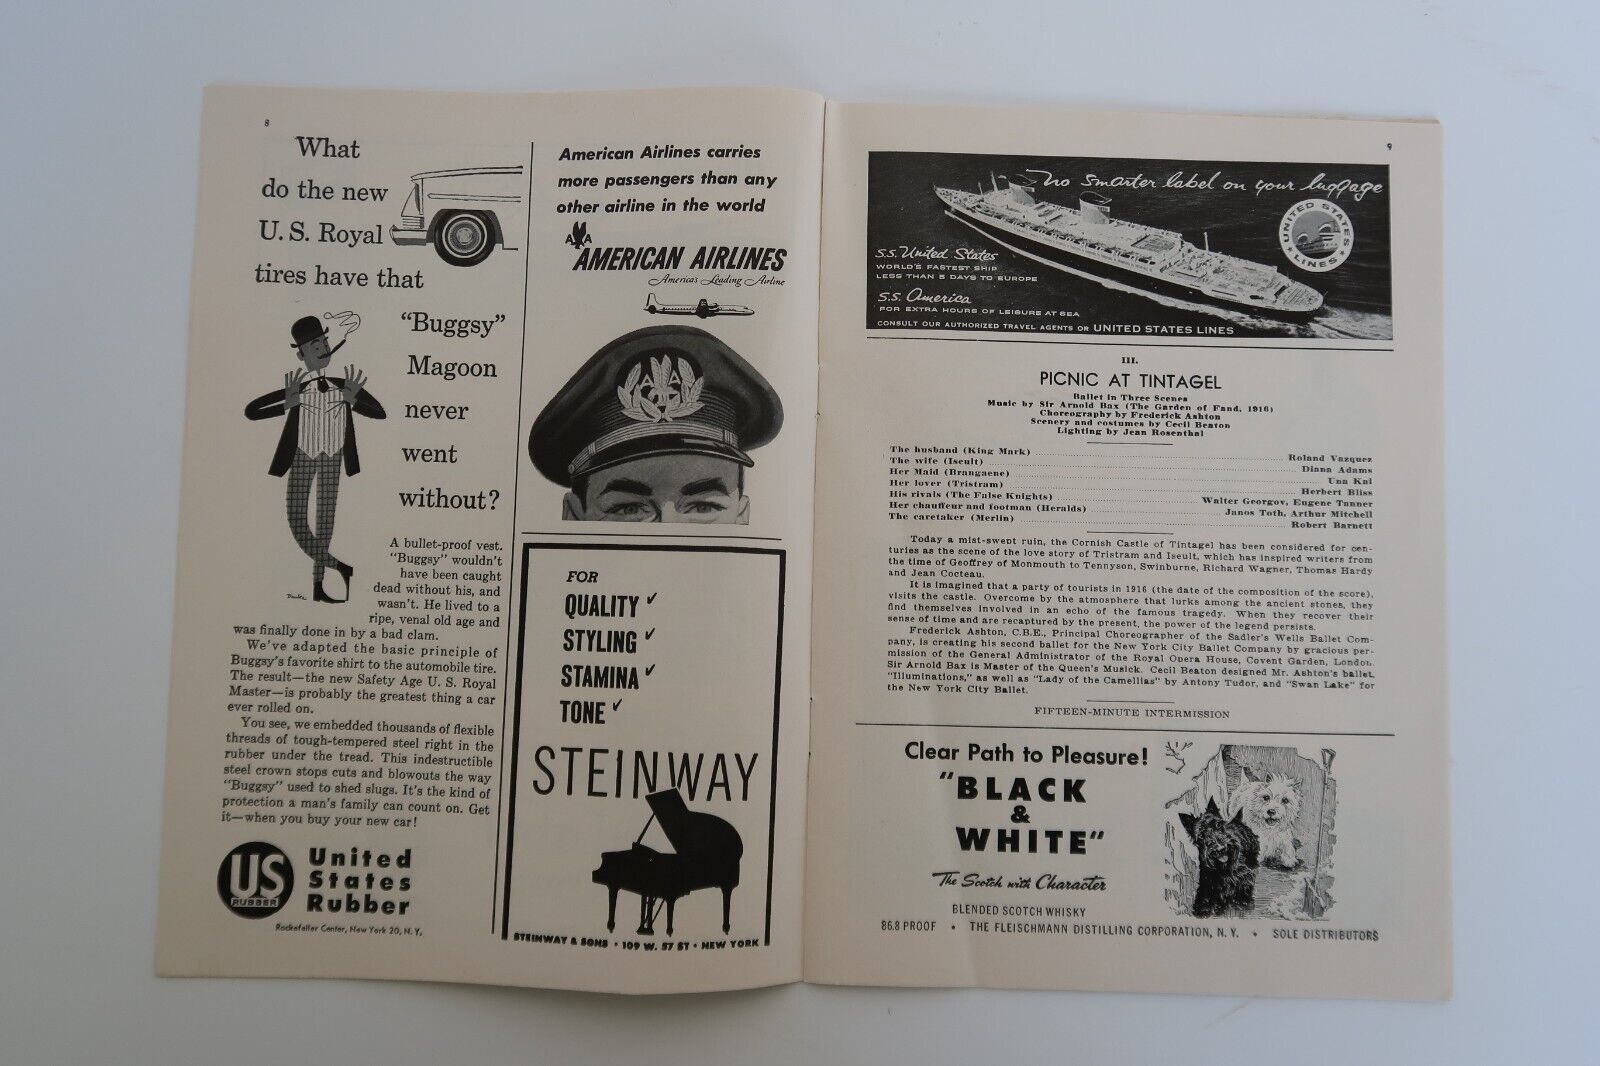 8
What
do the new
U. S. Royal
tires have that
"Buggsy"
Magoon
never
went
without?
A bullet-proof vest.
"Buggsy" wouldn't
have been caught
dead without his, and
wasn't. He lived to a
ripe, venal old age and
was finally done in by a bad clam.
We've adapted the basic principle of
Buggsy's favorite shirt to the automobile tire.
The result—the new Safety Age U. S. Royal
Master—is probably the greatest thing a car
ever rolled on.
You see, we embedded thousands of flexible
threads of tough-tempered steel right in the
rubber under the tread. This indestructible
steel crown stops cuts and blowouts the way
"Buggsy" used to shed slugs. It's the kind of
protection a man's family can count on. Get
it—when you buy your new car!
US
RUBBER
United
States
Rubber
Rockefeller Center, New York 20, N. Y.
American Airlines carries
more passengers than any
other airline in the world
A A
AMERICAN AIRLINES
America's Leading Airline
A A
FOR
QUALITY ✓
STYLING ✓
STAMINA ✓
TONE ✓
STEINWAY
STEINWAY & SONS • 109 W. 57 ST • NEW YORK
9
No smarter label on your luggage
UNITED STATES LINES
S.S. United States
WORLD'S FASTEST SHIP
LESS THAN 5 DAYS TO EUROPE
S.S. America
FOR EXTRA HOURS OF LEISURE AT SEA
CONSULT OUR AUTHORIZED TRAVEL AGENTS OR UNITED STATES LINES
III.
PICNIC AT TINTAGEL
Ballet in Three Scenes
Music by Sir Arnold Bax (The Garden of Fand, 1916)
Choreography by Frederick Ashton
Scenery and costumes by Cecil Beaton
Lighting by Jean Rosenthal
The husband (King Mark) Roland Vazquez
The wife (Iseult) Diana Adams
Her Maid (Brangaene) Una Kai
Her lover (Tristram) Herbert Bliss
His rivals (The False Knights) Walter Georgov, Eugene Tanner
Her chauffeur and footman (Heralds) Janos Toth, Arthur Mitchell
The caretaker (Merlin) Robert Barnett
Today a mist-swept ruin, the Cornish Castle of Tintagel has been considered for cen-
turies as the scene of the love story of Tristram and Iseult, which has inspired writers from
the time of Geoffrey of Monmouth to Tennyson, Swinburne, Richard Wagner, Thomas Hardy
and Jean Cocteau.
It is imagined that a party of tourists in 1916 (the date of the composition of the score),
visits the castle. Overcome by the atmosphere that lurks among the ancient stones, they
find themselves involved in an echo of the famous tragedy. When they recover their
sense of time and are recaptured by the present, the power of the legend persists.
Frederick Ashton, C.B.E., Principal Choreographer of the Sadler's Wells Ballet Com-
pany, is creating his second ballet for the New York City Ballet Company by gracious per-
mission of the General Administrator of the Royal Opera House, Covent Garden, London.
Sir Arnold Bax is Master of the Queen's Musick. Cecil Beaton designed Mr. Ashton's ballet,
"Illuminations," as well as "Lady of the Camellias" by Antony Tudor, and "Swan Lake" for
the New York City Ballet.
FIFTEEN-MINUTE INTERMISSION
Clear Path to Pleasure!
"BLACK
&
WHITE"
The Scotch with Character
BLENDED SCOTCH WHISKY
86.8 PROOF • THE FLEISCHMANN DISTILLING CORPORATION, N. Y. • SOLE DISTRIBUTORS